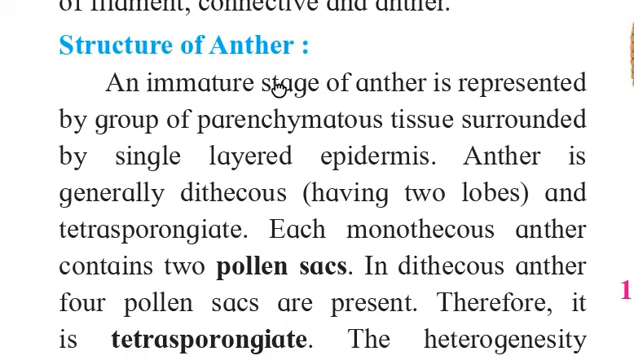 of filament, connective and anther.
Structure of Anther :
An immature stage of anther is represented
by group of parenchymatous tissue surrounded
by single layered epidermis. Anther is
generally dithecous (having two lobes) and
tetrasporongiate. Each monothecous anther
contains two pollen sacs. In dithecous anther
four pollen sacs are present. Therefore, it
is tetrasporongiate. The heterogenesity
1